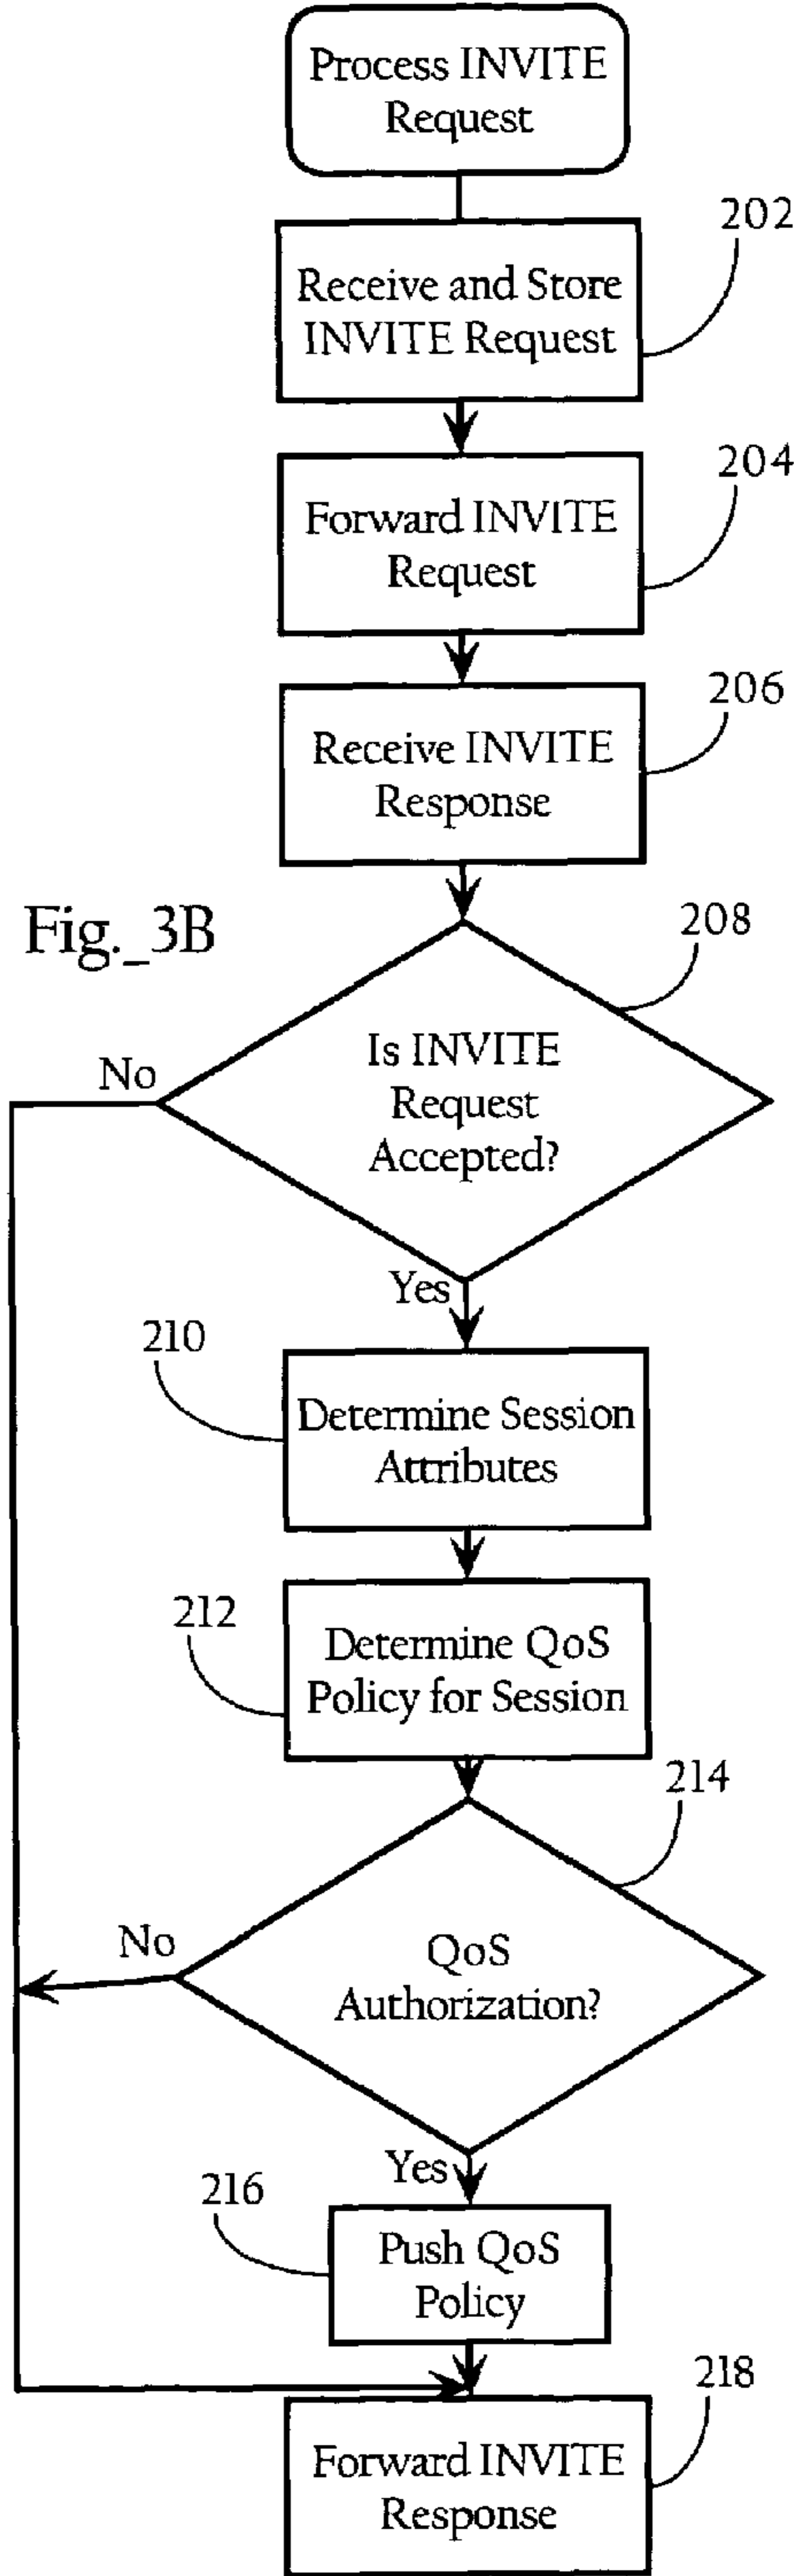 Process INVITE
Request
202
Receive and Store
INVITE Request
204
Forward INVITE
Request
206
Receive INVITE
Response
Fig._3B
208
Is INVITE
Request
Accepted?
No
Yes
210
Determine Session
Attributes
212
Determine QoS
Policy for Session
214
QoS
Authorization?
No
Yes
216
Push QoS
Policy
218
Forward INVITE
Response